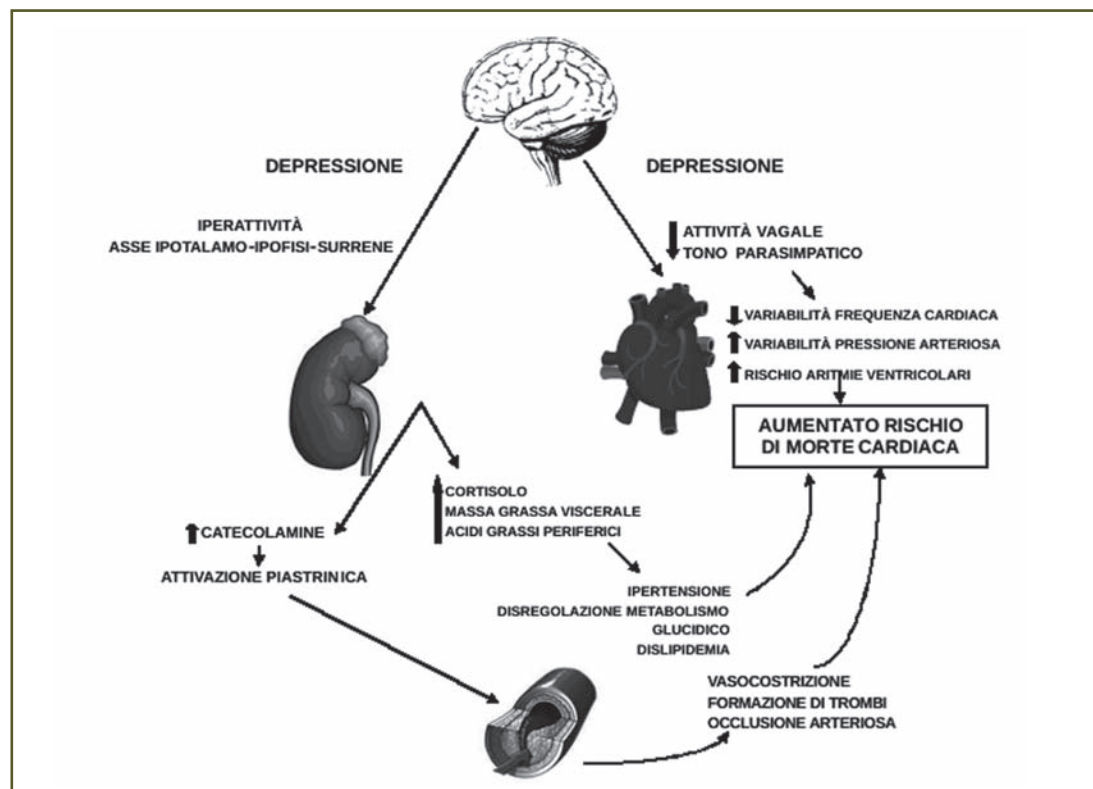 DEPRESSIONE
DEPRESSIONE
IPERATTIVITÀ
ASSE IPOTALAMO-IPOFISI-SURRENE
ATTIVITÀ VAGALE
TONO PARASIMPATICO
VARIABILITÀ FREQUENZA CARDIACA
VARIABILITÀ PRESSIONE ARTERIOSA
RISCHIO ARITMIE VENTRICOLARI
AUMENTATO RISCHIO
DI MORTE CARDIACA
CORTISOLO
MASSA GRASSA VISCERALE
ACIDI GRASSI PERIFERICI
CATECOLAMINE
ATTIVAZIONE PIASTRINICA
IPERTENSIONE
DISREGOLAZIONE METABOLISMO
GLUCIDICO
DISLIPIDEMIA
VASOCOSTRIZIONE
FORMAZIONE DI TROMBI
OCCLUSIONE ARTERIOSA